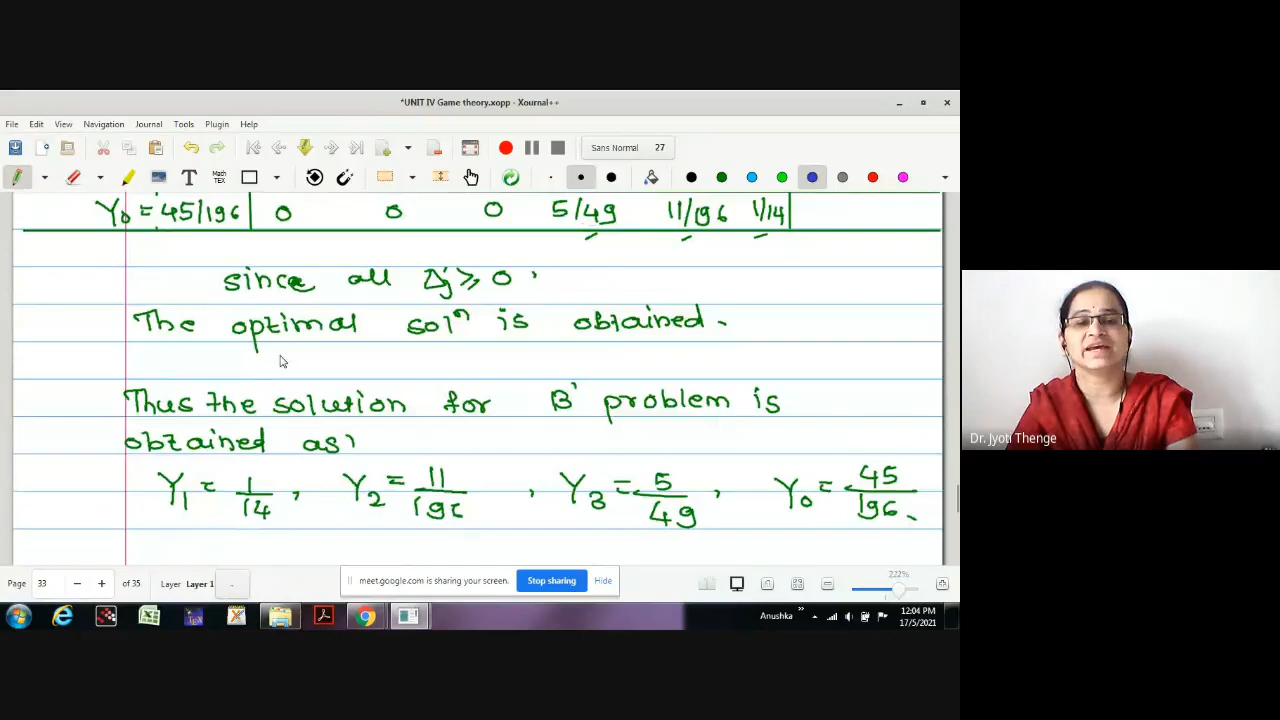 *UNIT IV Game theory.xopp - Xournal++
File Edit View Navigation Journal Tools Plugin Help
Sans Normal 27
T MATH TEX
Y0 = 45/196 0 0 0 5/49 11/196 1/14
since all Δj ≥ 0,
The optimal solⁿ is obtained.
Thus the solution for B' problem is
obtained as,
Y1 = 1/14, Y2 = 11/196, Y3 = 5/49, Y0 = 45/196.
Dr. Jyoti Thenge
Page 33 of 35 Layer Layer 1
meet.google.com is sharing your screen. Stop sharing Hide
222%
Anushka
12:04 PM
17/5/2021